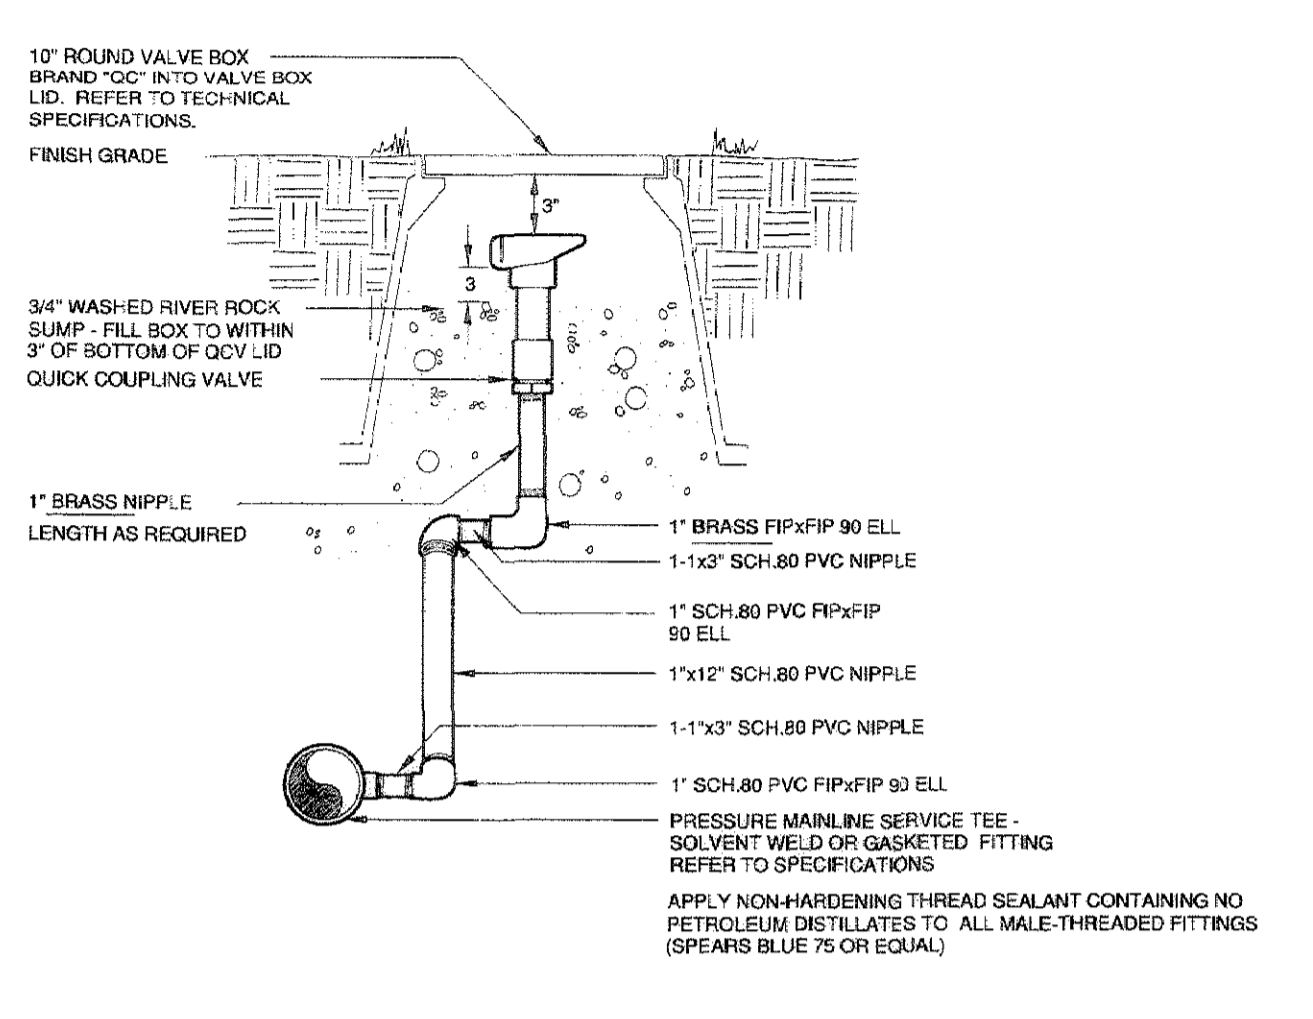 10" ROUND VALVE BOX
BRAND "QC" INTO VALVE BOX
LID. REFER TO TECHNICAL
SPECIFICATIONS.
FINISH GRADE
3"
3
3/4" WASHED RIVER ROCK
SUMP - FILL BOX TO WITHIN
3" OF BOTTOM OF QCV LID
QUICK COUPLING VALVE
1" BRASS NIPPLE
LENGTH AS REQUIRED
1" BRASS FIPxFIP 90 ELL
1-1x3" SCH.80 PVC NIPPLE
1" SCH.80 PVC FIPxFIP
90 ELL
1"x12" SCH.80 PVC NIPPLE
1-1"x3" SCH.80 PVC NIPPLE
1" SCH.80 PVC FIPxFIP 90 ELL
PRESSURE MAINLINE SERVICE TEE -
SOLVENT WELD OR GASKETED FITTING
REFER TO SPECIFICATIONS
APPLY NON-HARDENING THREAD SEALANT CONTAINING NO
PETROLEUM DISTILLATES TO ALL MALE-THREADED FITTINGS
(SPEARS BLUE 75 OR EQUAL)